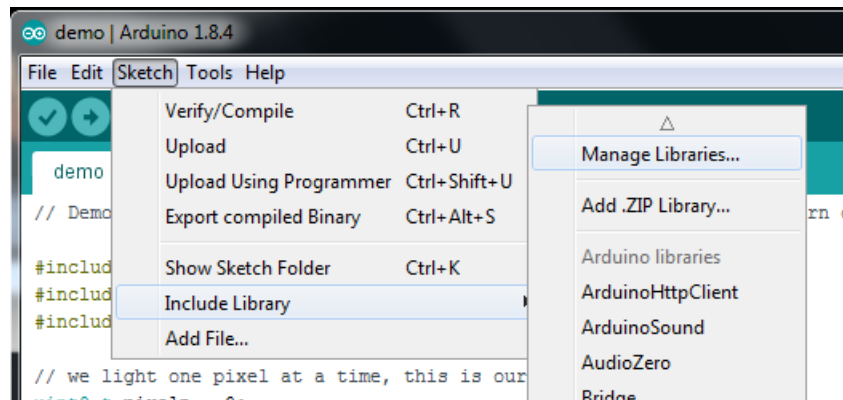 demo | Arduino 1.8.4
File Edit Sketch Tools Help
Verify/Compile Ctrl+R
Upload Ctrl+U
Upload Using Programmer Ctrl+Shift+U
Export compiled Binary Ctrl+Alt+S
Show Sketch Folder Ctrl+K
Include Library
Add File...
Manage Libraries...
Add .ZIP Library...
Arduino libraries
ArduinoHttpClient
ArduinoSound
AudioZero
Bridge
demo
// Demo
#includ
#includ
#includ
// we light one pixel at a time, this is our